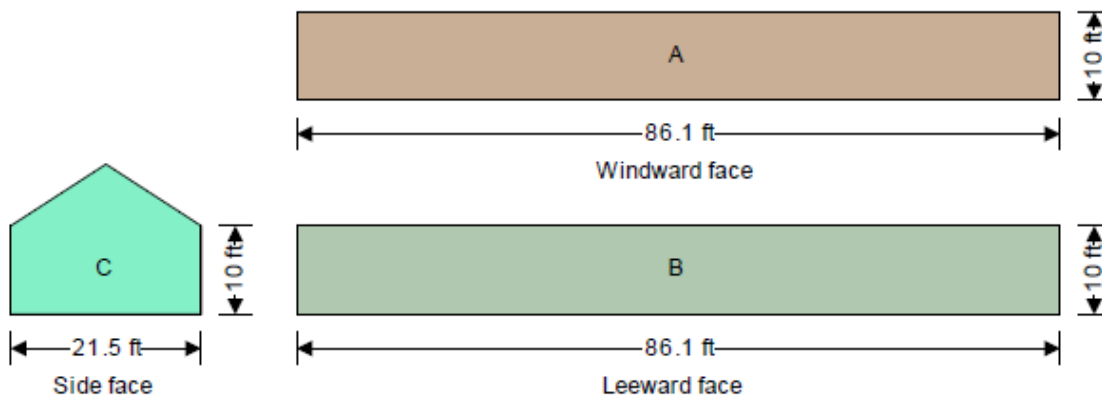 A
10 ft
86.1 ft
Windward face
C
10 ft
21.5 ft
Side face
B
10 ft
86.1 ft
Leeward face